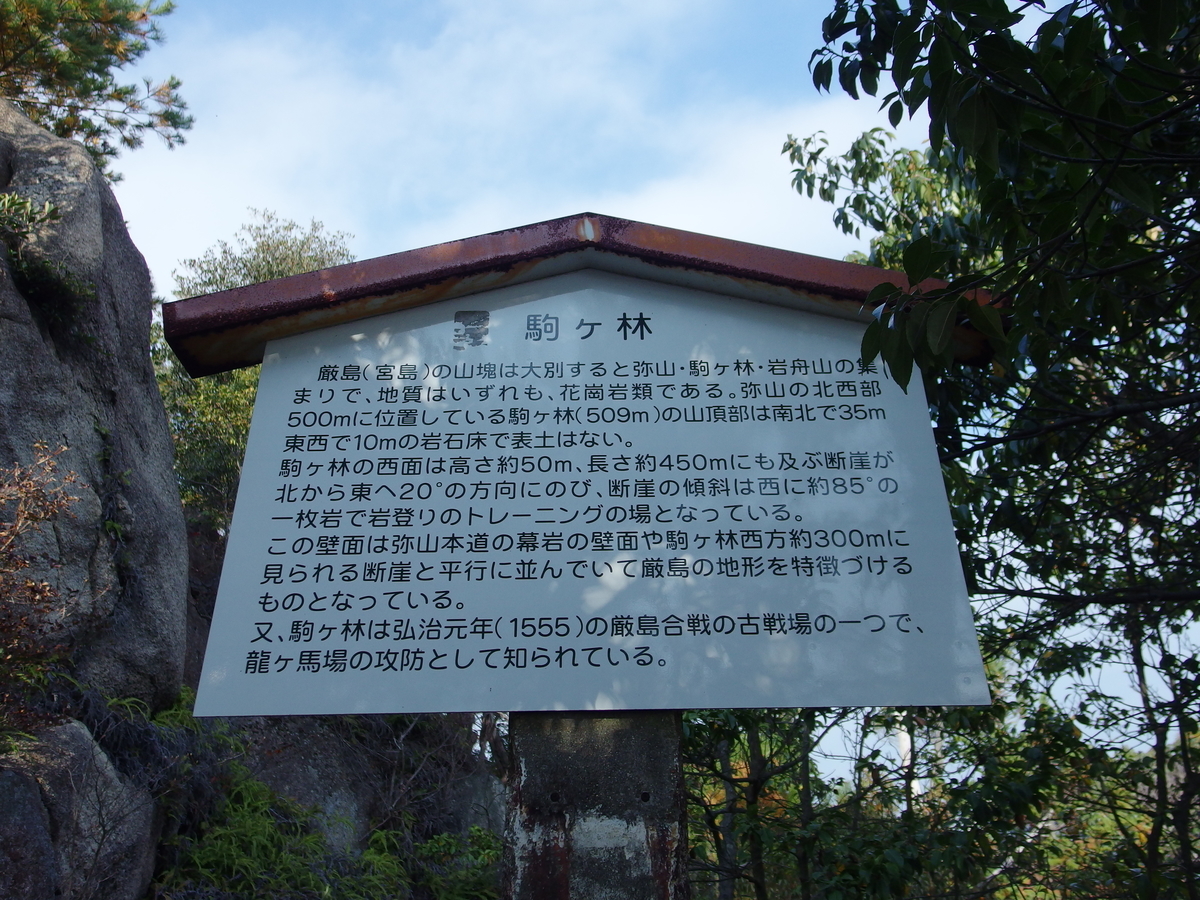 駒ヶ林
厳島(宮島)の山塊は大別すると弥山・駒ヶ林・岩舟山の集
まりで、地質はいずれも、花崗岩類である。弥山の北西部
500mに位置している駒ヶ林(509m)の山頂部は南北で35m
東西で10mの岩石床で表土はない。
駒ヶ林の西面は高さ約50m、長さ約450mにも及ぶ断崖が
北から東へ20°の方向にのび、断崖の傾斜は西に約85°の
一枚岩で岩登りのトレーニングの場となっている。
この壁面は弥山本道の幕岩の壁面や駒ヶ林西方約300mに
見られる断崖と平行に並んでいて厳島の地形を特徴づける
ものとなっている。
又、駒ヶ林は弘治元年(1555)の厳島合戦の古戦場の一つで、
龍ヶ馬場の攻防として知られている。